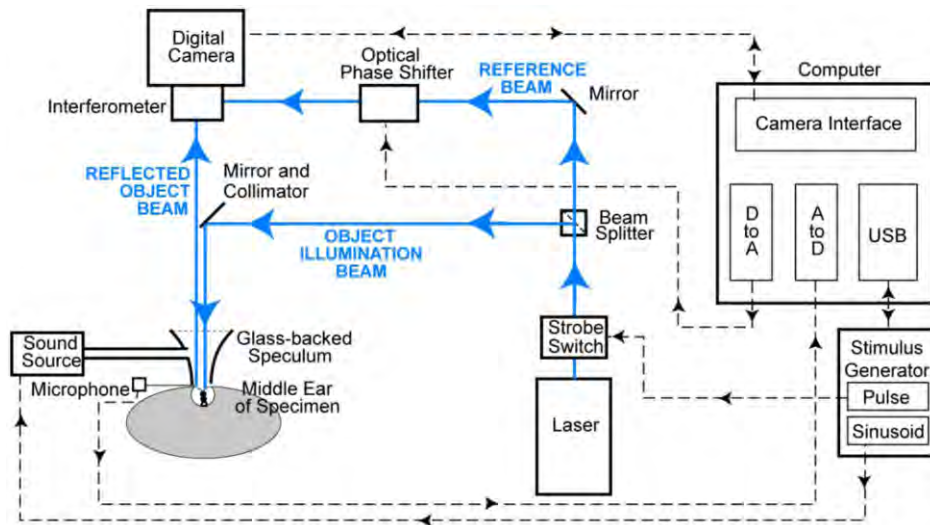 Digital
Camera
Optical
Phase Shifter
REFERENCE
BEAM
Mirror
Computer
Interferometer
Camera Interface
REFLECTED
OBJECT
BEAM
Mirror and
Collimator
OBJECT
ILLUMINATION
BEAM
Beam
Splitter
D
to
A
A
to
D
USB
Sound
Source
Glass-backed
Speculum
Strobe
Switch
Stimulus
Generator
Microphone
Middle Ear
of Specimen
Pulse
Laser
Sinusoid